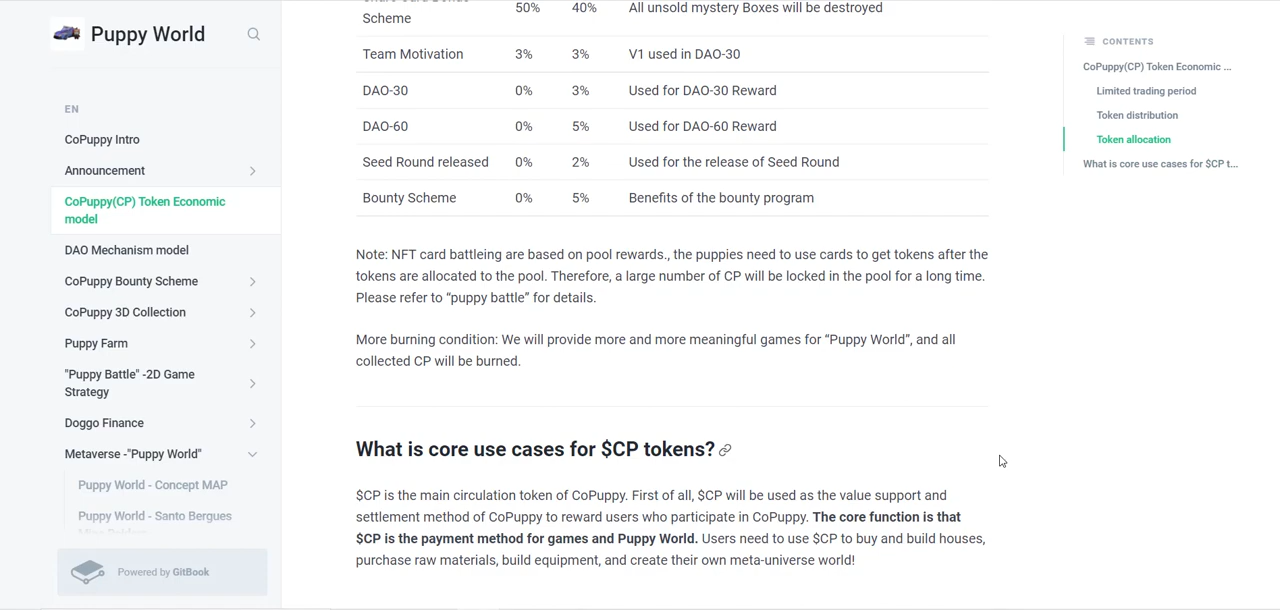 Puppy World
EN
CoPuppy Intro
Announcement
CoPuppy(CP) Token Economic
model
DAO Mechanism model
CoPuppy Bounty Scheme
CoPuppy 3D Collection
Puppy Farm
"Puppy Battle" -2D Game
Strategy
Doggo Finance
Metaverse -"Puppy World"
Puppy World - Concept MAP
Puppy World - Santo Bergues
Powered by GitBook
Scheme 50% 40% All unsold mystery Boxes will be destroyed
Team Motivation 3% 3% V1 used in DAO-30
DAO-30 0% 3% Used for DAO-30 Reward
DAO-60 0% 5% Used for DAO-60 Reward
Seed Round released 0% 2% Used for the release of Seed Round
Bounty Scheme 0% 5% Benefits of the bounty program
Note: NFT card battleing are based on pool rewards., the puppies need to use cards to get tokens after the
tokens are allocated to the pool. Therefore, a large number of CP will be locked in the pool for a long time.
Please refer to “puppy battle” for details.
More burning condition: We will provide more and more meaningful games for “Puppy World”, and all
collected CP will be burned.
What is core use cases for $CP tokens?
$CP is the main circulation token of CoPuppy. First of all, $CP will be used as the value support and
settlement method of CoPuppy to reward users who participate in CoPuppy. The core function is that
$CP is the payment method for games and Puppy World. Users need to use $CP to buy and build houses,
purchase raw materials, build equipment, and create their own meta-universe world!
CONTENTS
CoPuppy(CP) Token Economic ...
Limited trading period
Token distribution
Token allocation
What is core use cases for $CP t...